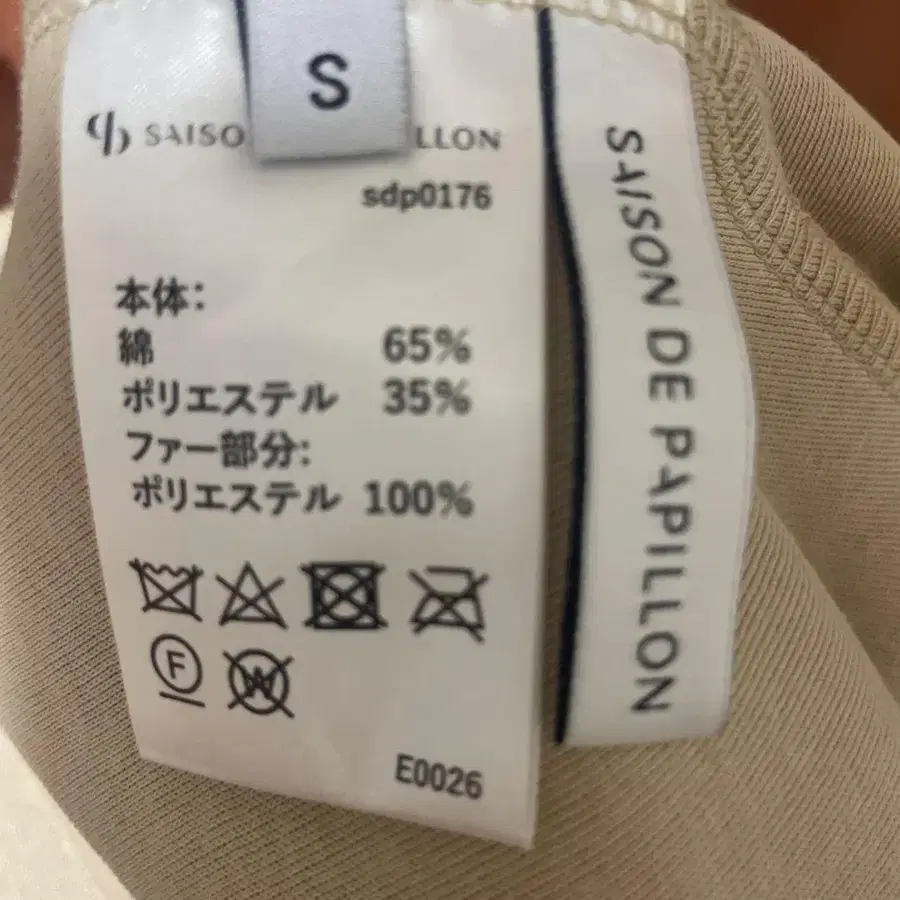 S
SAISO LLON
sdp0176
本体:
綿 65%
ポリエステル 35%
ファー部分:
ポリエステル 100%
F
W
E0026
SAISON DE PAPILLON